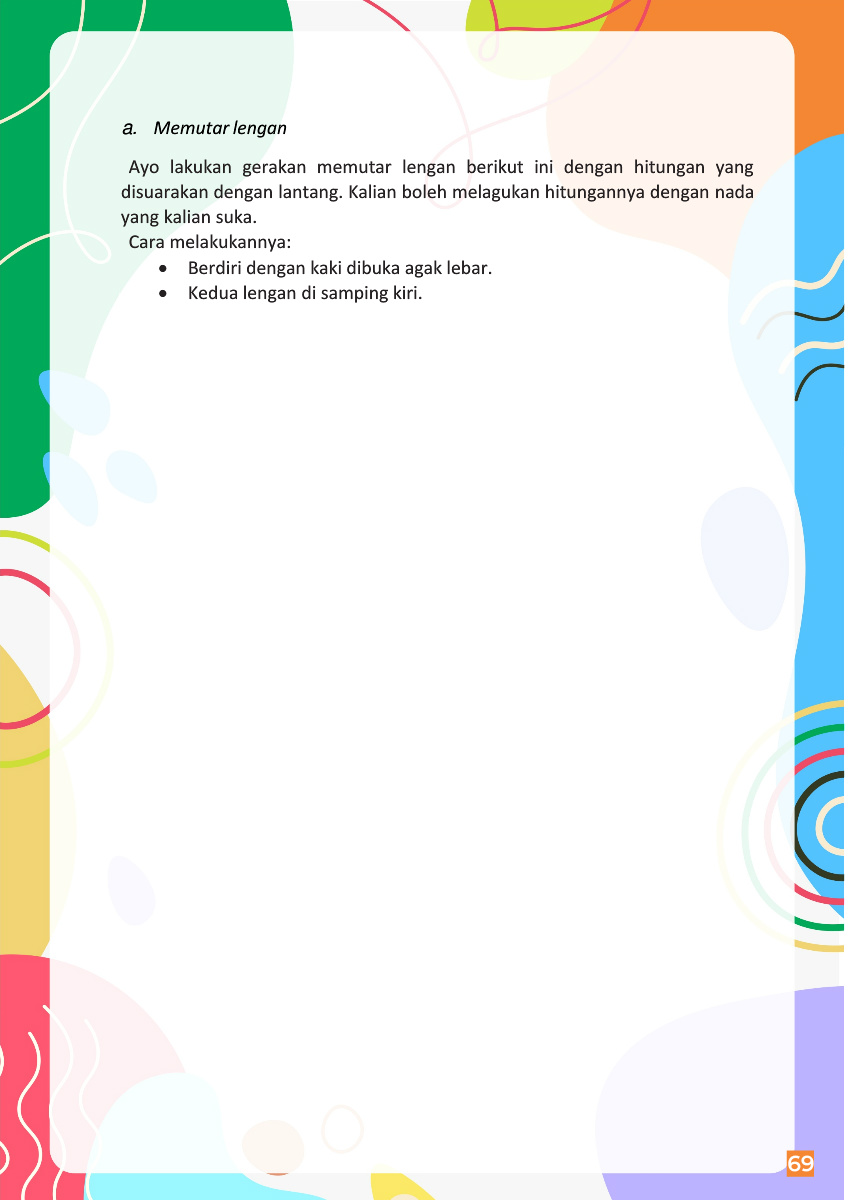 a. Memutar lengan
Ayo lakukan gerakan memutar lengan berikut ini dengan hitungan yang
disuarakan dengan lantang. Kalian boleh melagukan hitungannya dengan nada
yang kalian suka.
Cara melakukannya:
• Berdiri dengan kaki dibuka agak lebar.
• Kedua lengan di samping kiri.
69